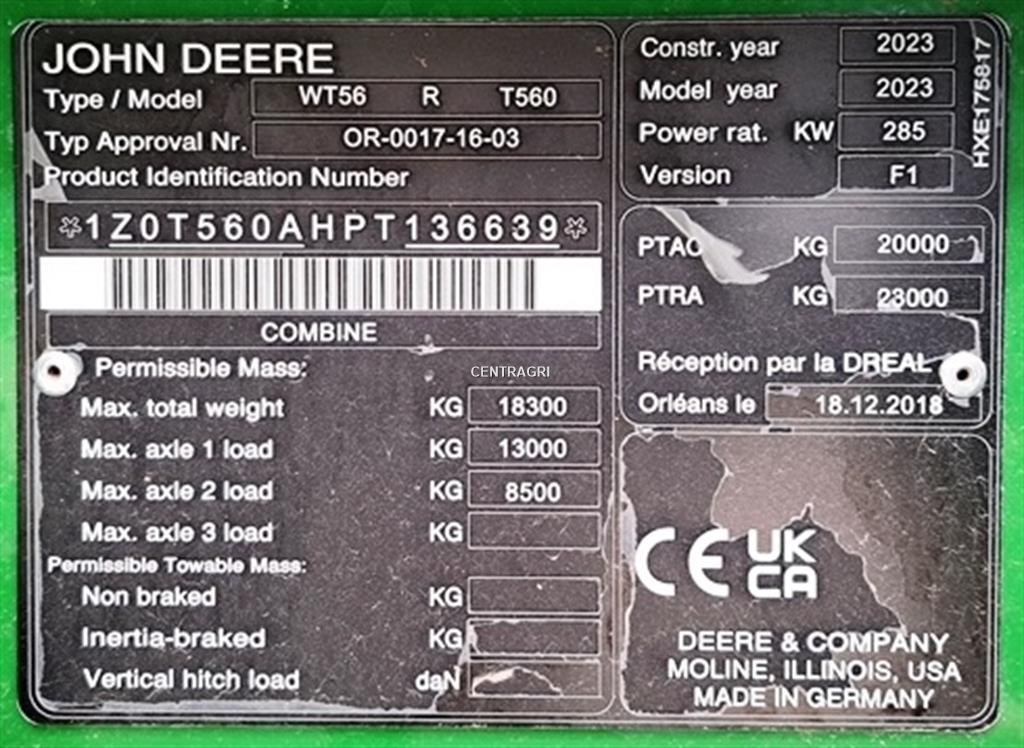 JOHN DEERE
Type / Model WT56 R T560
Typ Approval Nr. OR-0017-16-03
Product Identification Number
*1Z0T560AHPT136639*
COMBINE
Permissible Mass:
CENTRAGRI
Max. total weight KG 18300
Max. axle 1 load KG 13000
Max. axle 2 load KG 8500
Max. axle 3 load KG
Permissible Towable Mass:
Non braked KG
Inertia-braked KG
Vertical hitch load daN
Constr. year 2023
Model year 2023
Power rat. KW 285
Version F1
HXE175817
PTAC KG 20000
PTRA KG 23000
Réception par la DREAL
Orléans le 18.12.2018
CE UK
CA
DEERE & COMPANY
MOLINE, ILLINOIS, USA
MADE IN GERMANY